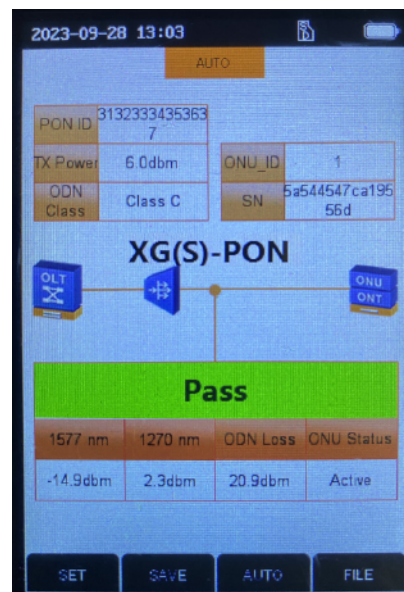 2023-09-28 13:03
AUTO
PON ID
3132333435363
7
TX Power
6.0dbm
ONU_ID
1
ODN
Class
Class C
SN
5a544547ca195
56d
XG(S)-PON
OLT
ONU
ONT
Pass
1577 nm
1270 nm
ODN Loss
ONU Status
-14.9dbm
2.3dbm
20.9dbm
Active
SET
SAVE
AUTO
FILE